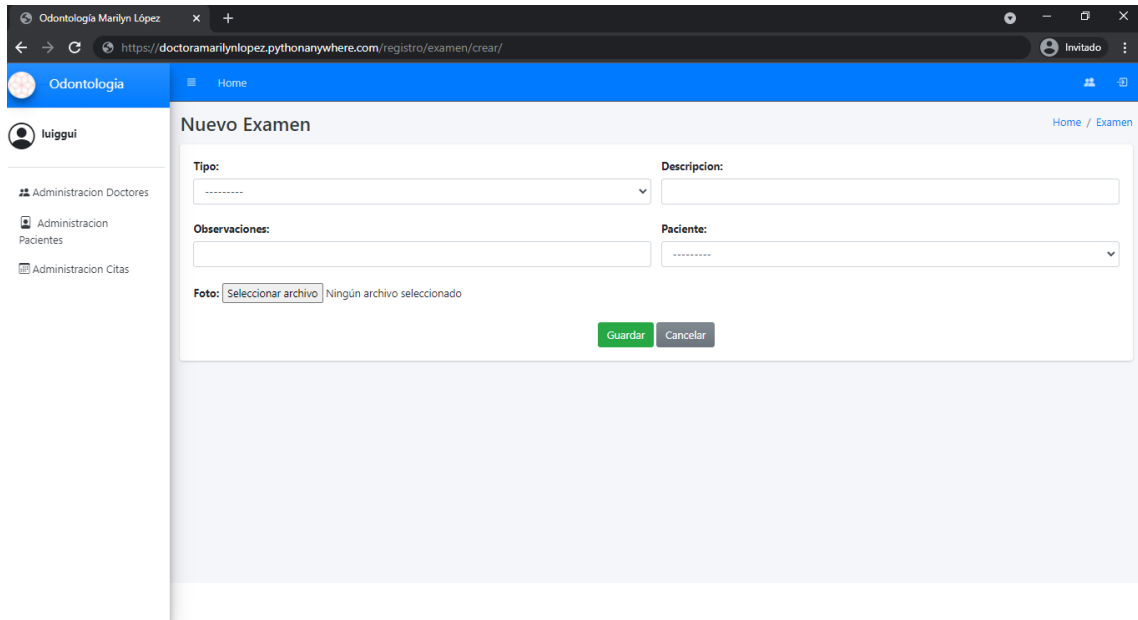 Odontología Marilyn López
https://doctoramarilynlopez.pythonanywhere.com/registro/examen/crear/
Invitado
Odontologia
Home
luiggui
Nuevo Examen
Home / Examen
Administracion Doctores
Administracion
Pacientes
Administracion Citas
Tipo:
Descripcion:
---------
Observaciones:
Paciente:
---------
Foto: Seleccionar archivo Ningún archivo seleccionado
Guardar Cancelar